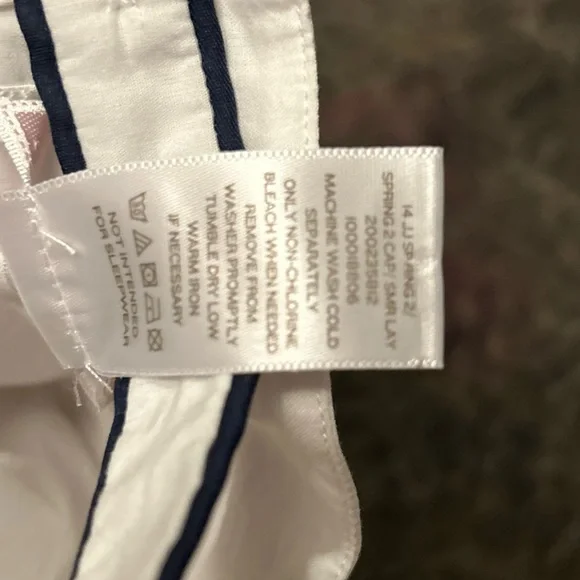 14 JJ SPRING 2/
SPRING 2 CAP/ SMR LAY
200235812
100018106
MACHINE WASH COLD
SEPARATELY
ONLY NON-CHLORINE
BLEACH WHEN NEEDED
REMOVE FROM
WASHER PROMPTLY
TUMBLE DRY LOW
WARM IRON
IF NECESSARY
NOT INTENDED
FOR SLEEPWEAR